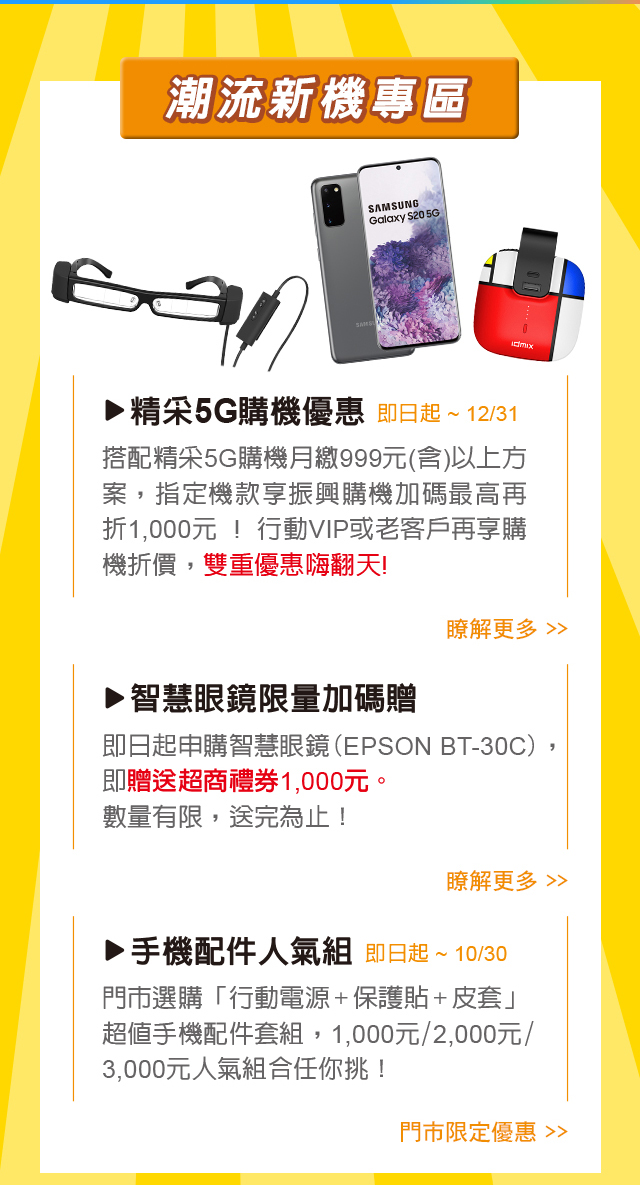 潮流新機專區
SAMSUNG
Galaxy S20 5G
idmix
▶精采5G購機優惠 即日起 ~ 12/31
搭配精采5G購機月繳999元(含)以上方
案，指定機款享振興購機加碼最高再
折1,000元 ！ 行動VIP或老客戶再享購
機折價，雙重優惠嗨翻天!
瞭解更多 >>
▶智慧眼鏡限量加碼贈
即日起申購智慧眼鏡(EPSON BT-30C)，
即贈送超商禮券1,000元。
數量有限，送完為止！
瞭解更多 >>
▶手機配件人氣組 即日起 ~ 10/30
門市選購「行動電源+保護貼+皮套」
超值手機配件套組，1,000元/2,000元/
3,000元人氣組合任你挑！
門市限定優惠 >>